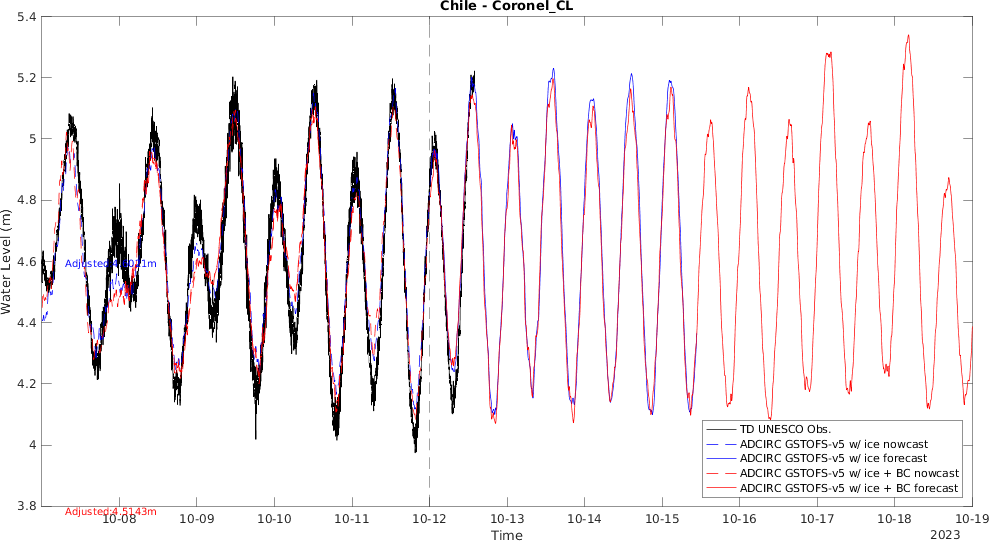 Chile - Coronel_CL
5.4
5.2
5
4.8
4.6
4.4
4.2
4
3.8
Water Level (m)
Adjusted:4.5143m
10-08
10-09
10-10
10-11
10-12
10-13
10-14
10-15
10-16
10-17
10-18
10-19
Time
2023
TD UNESCO Obs.
ADCIRC GSTOFS-v5 w/ ice nowcast
ADCIRC GSTOFS-v5 w/ ice forecast
ADCIRC GSTOFS-v5 w/ ice + BC nowcast
ADCIRC GSTOFS-v5 w/ ice + BC forecast